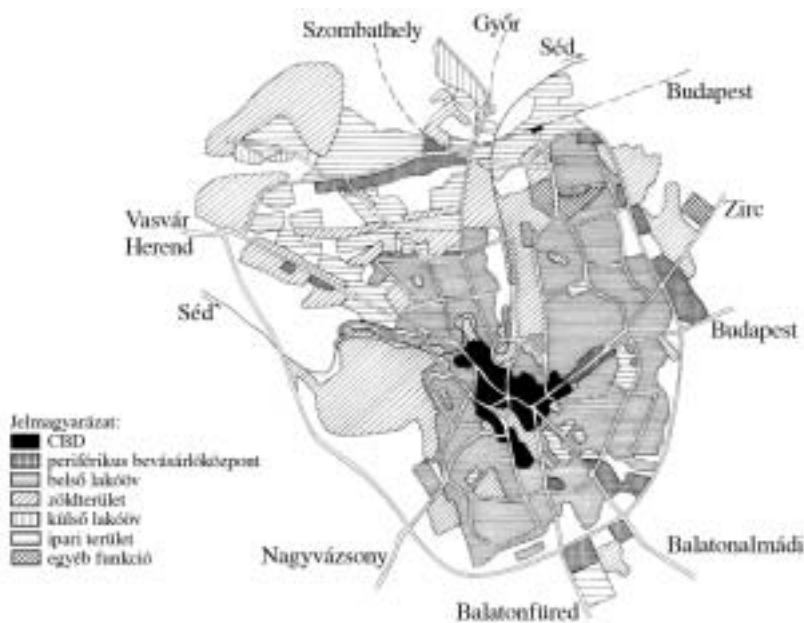 Szombathely
Győr
Séd
Budapest
Zirc
Vasvár
Herend
Séd
Budapest
Jelmagyarázat:
CBD
periférikus bevásárlóközpont
belső lakóöv
zöldterület
külső lakóöv
ipari terület
egyéb funkció
Nagyvázsony
Balatonalmádi
Balatonfüred